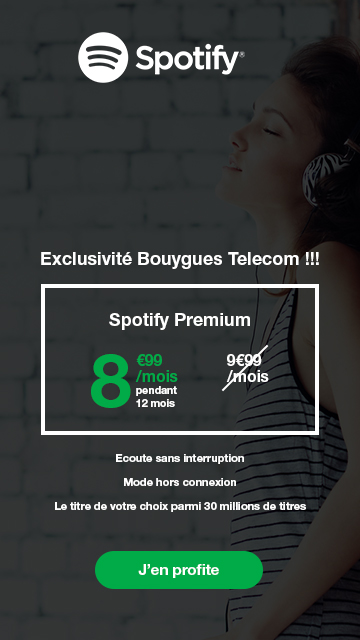 Spotify®
Exclusivité Bouygues Telecom !!!
Spotify Premium
8 €99
/mois
pendant
12 mois
9€99
/mois
Ecoute sans interruption
Mode hors connexion
Le titre de votre choix parmi 30 millions de titres
J'en profite